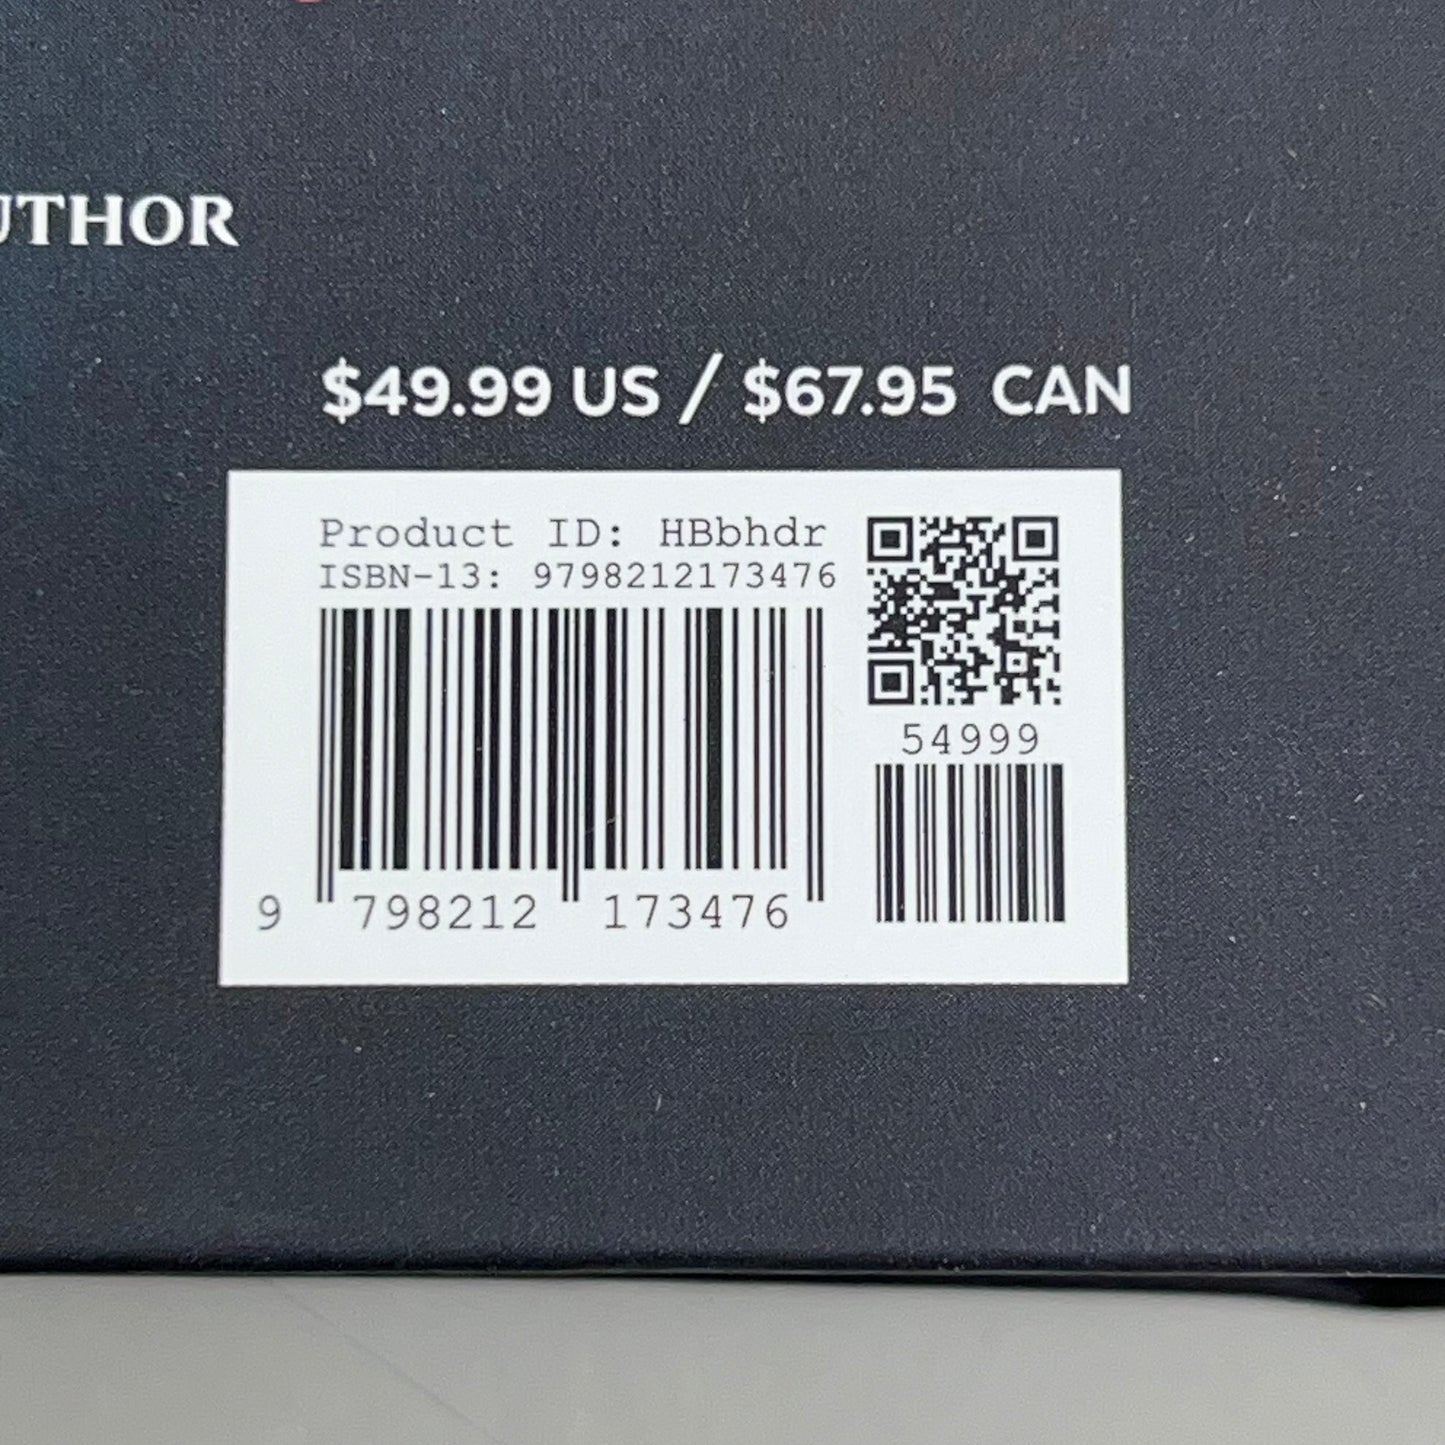 UTHOR
$49.99 US / $67.95 CAN
Product ID: HBbhdr
ISBN-13: 9798212173476
54999
9 798212 173476